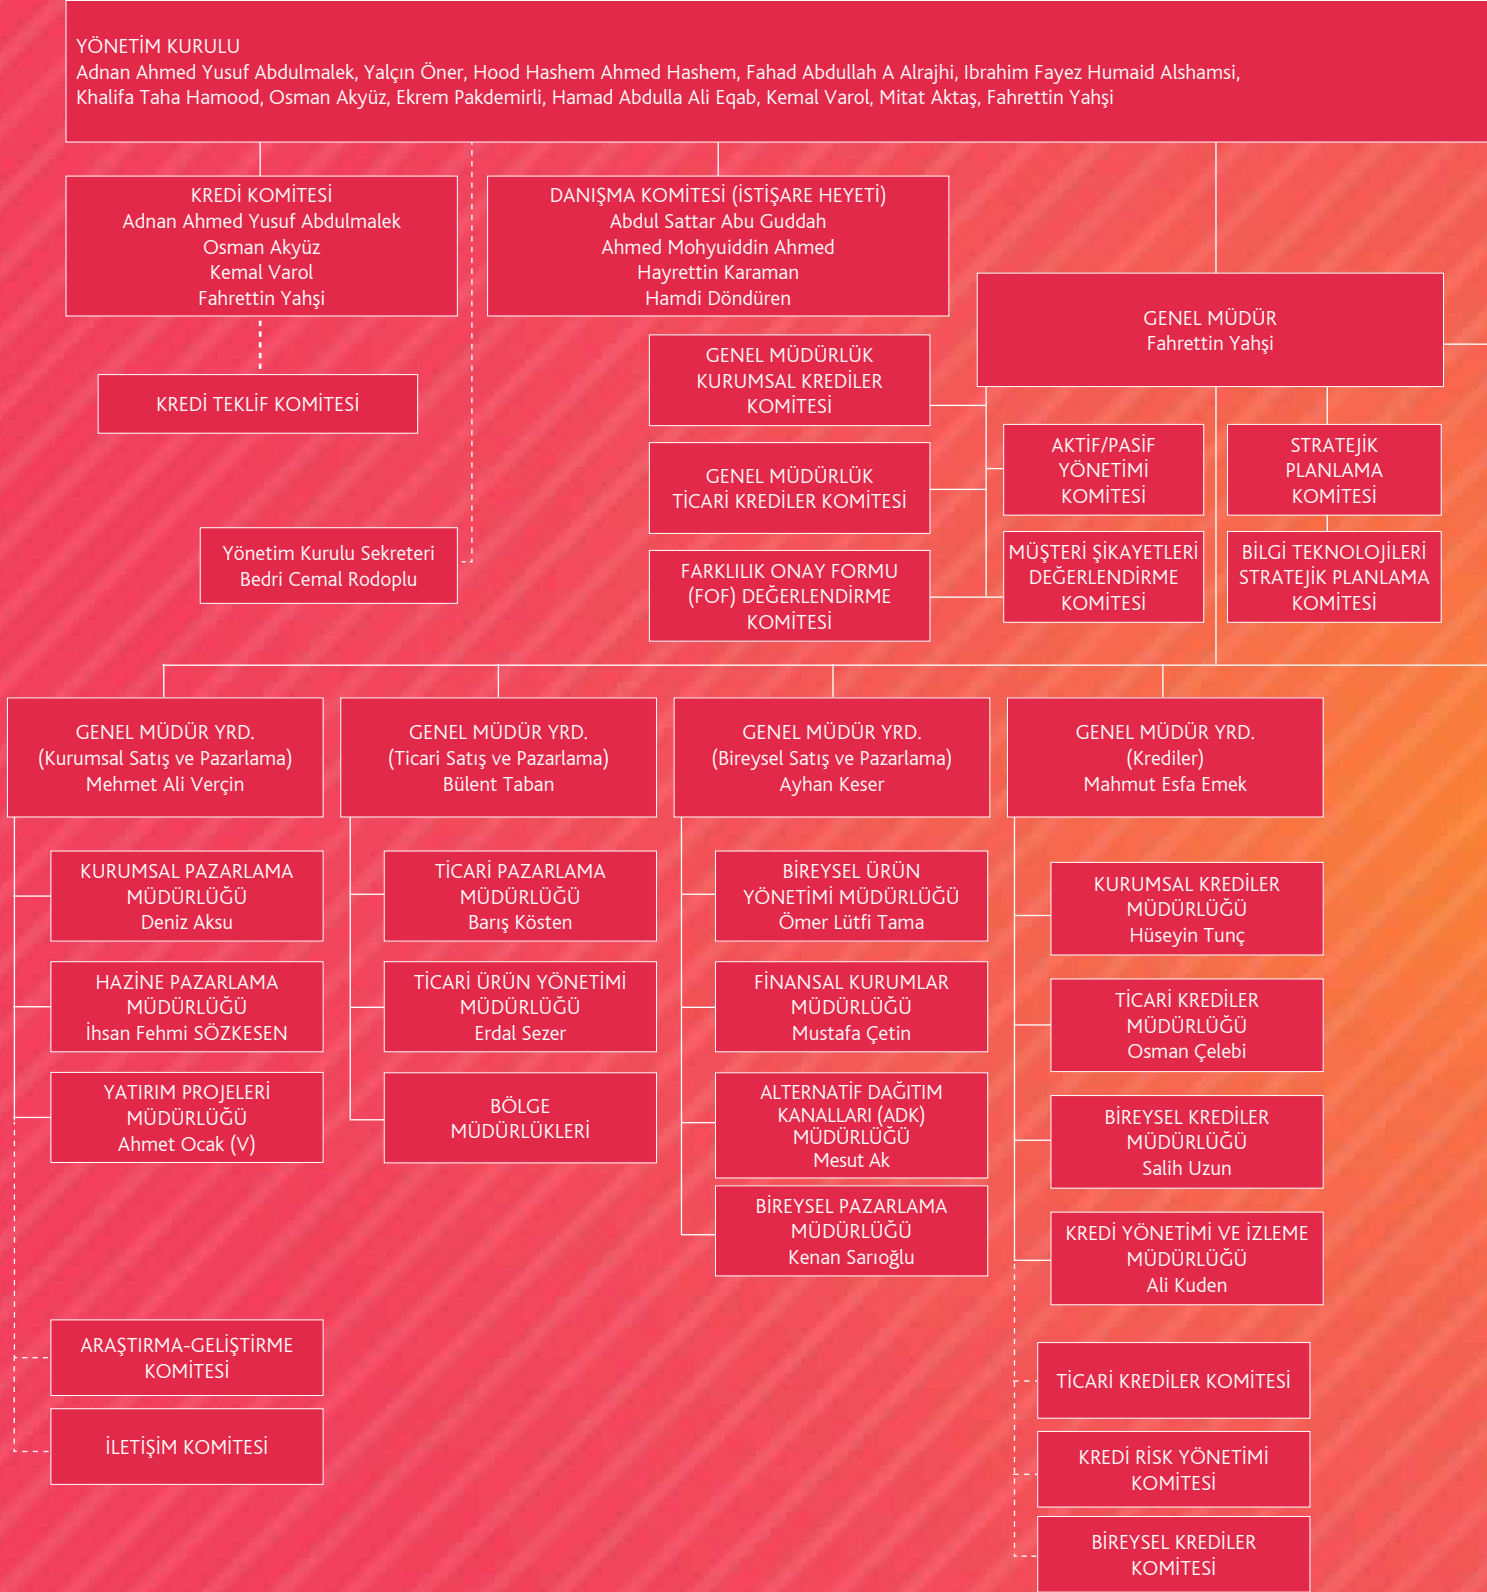 YÖNETİM KURULU
Adnan Ahmed Yusuf Abdulmalek, Yalçın Öner, Hood Hashem Ahmed Hashem, Fahad Abdullah A Alrajhi, Ibrahim Fayez Humaid Alshamsi,
Khalifa Taha Hamood, Osman Akyüz, Ekrem Pakdemirli, Hamad Abdulla Ali Eqab, Kemal Varol, Mitat Aktaş, Fahrettin Yahşi
KREDİ KOMİTESİ
Adnan Ahmed Yusuf Abdulmalek
Osman Akyüz
Kemal Varol
Fahrettin Yahşi
DANIŞMA KOMİTESİ (İSTİŞARE HEYETİ)
Abdul Sattar Abu Guddah
Ahmed Mohyuiddin Ahmed
Hayrettin Karaman
Hamdi Döndüren
GENEL MÜDÜR
Fahrettin Yahşi
KREDİ TEKLİF KOMİTESİ
GENEL MÜDÜRLÜK
KURUMSAL KREDİLER
KOMİTESİ
GENEL MÜDÜRLÜK
TİCARİ KREDİLER KOMİTESİ
FARKLILIK ONAY FORMU
(FOF) DEĞERLENDİRME
KOMİTESİ
AKTİF/PASİF
YÖNETİMİ
KOMİTESİ
STRATEJİK
PLANLAMA
KOMİTESİ
MÜŞTERİ ŞİKAYETLERİ
DEĞERLENDİRME
KOMİTESİ
BİLGİ TEKNOLOJİLERİ
STRATEJİK PLANLAMA
KOMİTESİ
Yönetim Kurulu Sekreteri
Bedri Cemal Rodoplu
GENEL MÜDÜR YRD.
(Kurumsal Satış ve Pazarlama)
Mehmet Ali Verçin
KURUMSAL PAZARLAMA
MÜDÜRLÜĞÜ
Deniz Aksu
HAZİNE PAZARLAMA
MÜDÜRLÜĞÜ
İhsan Fehmi SÖZKESEN
YATIRIM PROJELERİ
MÜDÜRLÜĞÜ
Ahmet Ocak (V)
ARAŞTIRMA-GELİŞTİRME
KOMİTESİ
İLETİŞİM KOMİTESİ
GENEL MÜDÜR YRD.
(Ticari Satış ve Pazarlama)
Bülent Taban
TİCARİ PAZARLAMA
MÜDÜRLÜĞÜ
Barış Kösten
TİCARİ ÜRÜN YÖNETİMİ
MÜDÜRLÜĞÜ
Erdal Sezer
BÖLGE
MÜDÜRLÜKLERİ
GENEL MÜDÜR YRD.
(Bireysel Satış ve Pazarlama)
Ayhan Keser
BİREYSEL ÜRÜN
YÖNETİMİ MÜDÜRLÜĞÜ
Ömer Lütfi Tama
FİNANSAL KURUMLAR
MÜDÜRLÜĞÜ
Mustafa Çetin
ALTERNATİF DAĞITIM
KANALLARI (ADK)
MÜDÜRLÜĞÜ
Mesut Ak
BİREYSEL PAZARLAMA
MÜDÜRLÜĞÜ
Kenan Sarıoğlu
GENEL MÜDÜR YRD.
(Krediler)
Mahmut Esfa Emek
KURUMSAL KREDİLER
MÜDÜRLÜĞÜ
Hüseyin Tunç
TİCARİ KREDİLER
MÜDÜRLÜĞÜ
Osman Çelebi
BİREYSEL KREDİLER
MÜDÜRLÜĞÜ
Salih Uzun
KREDİ YÖNETİMİ VE İZLEME
MÜDÜRLÜĞÜ
Ali Kuden
TİCARİ KREDİLER KOMİTESİ
KREDİ RİSK YÖNETİMİ
KOMİTESİ
BİREYSEL KREDİLER
KOMİTESİ